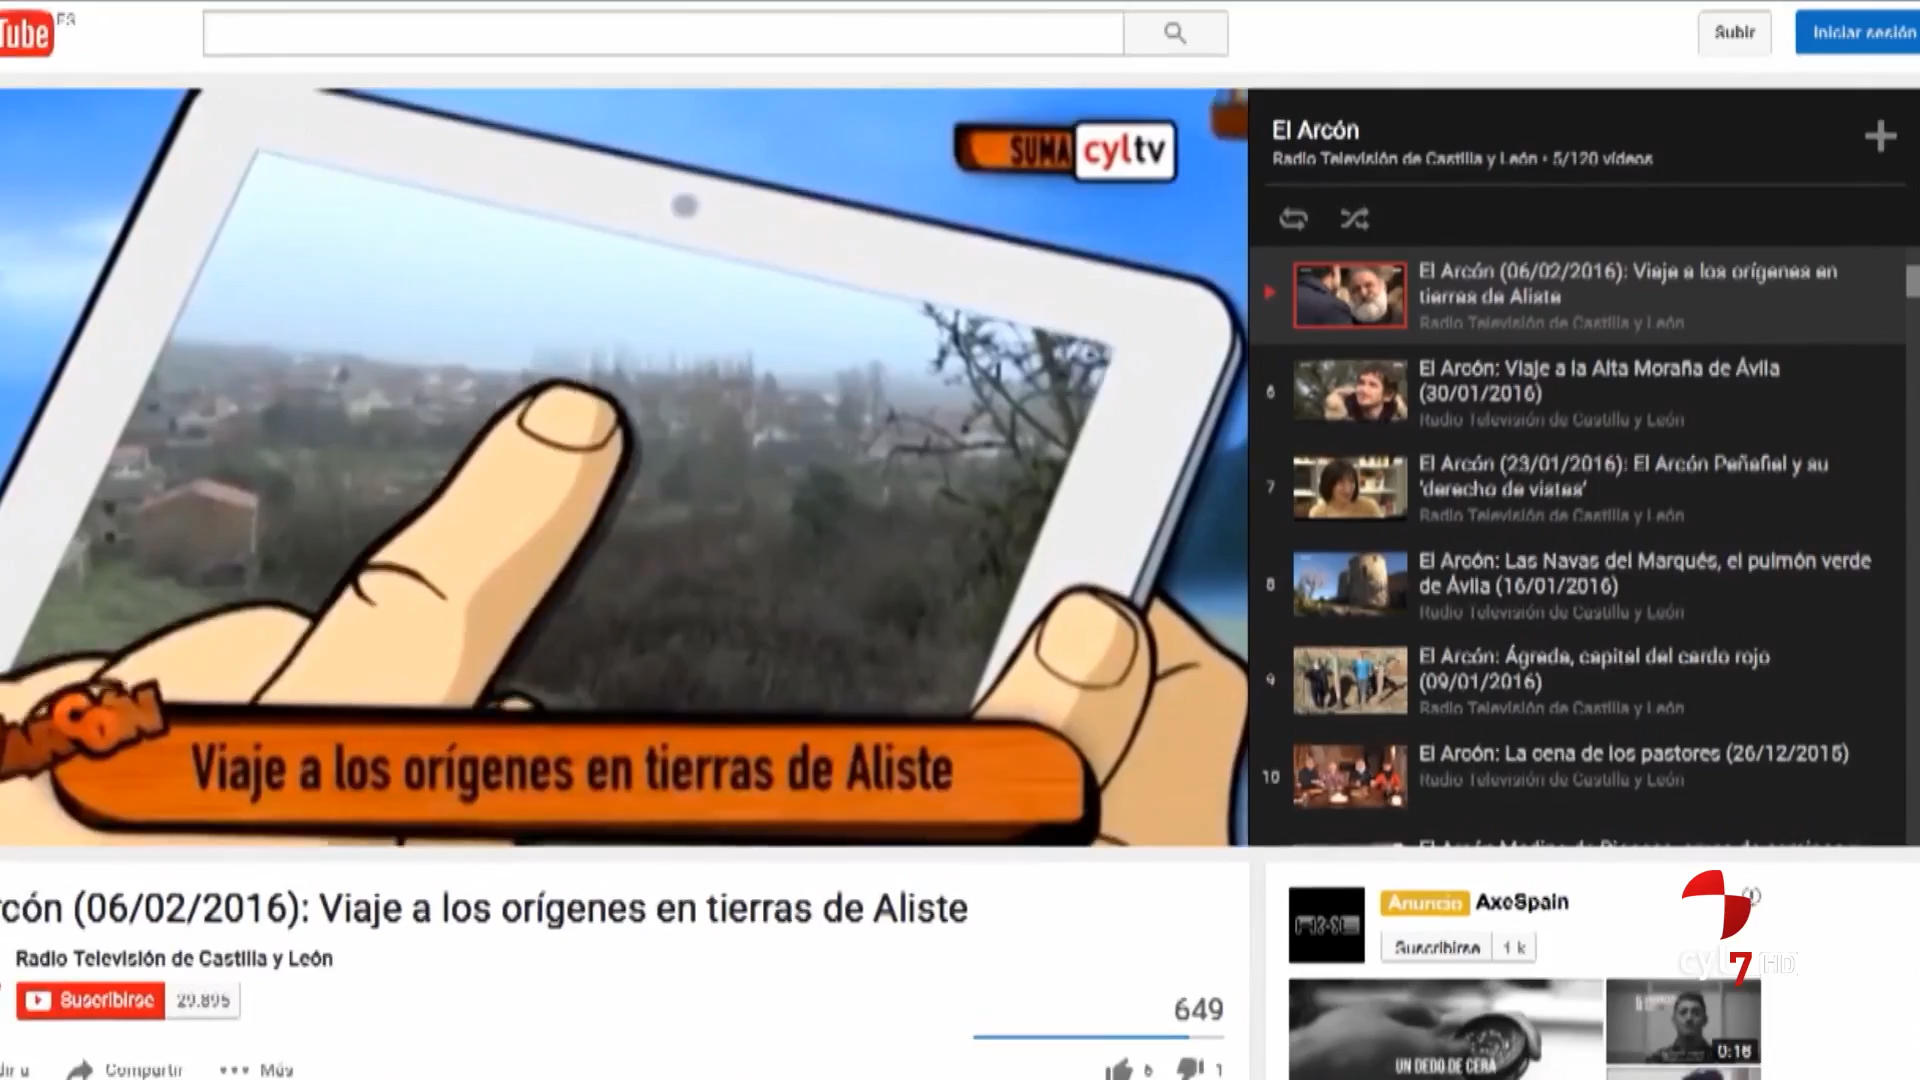 Tube ES
Subir
Iniciar sesión
SUMA cyltv
El Arcón
Radio Televisión de Castilla y León • 5/120 vídeos
El Arcón (06/02/2016): Viaje a los orígenes en
tierras de Aliste
Radio Televisión de Castilla y León
6
El Arcón: Viaje a la Alta Moraña de Ávila
(30/01/2016)
Radio Televisión de Castilla y León
7
El Arcón (23/01/2016): El Arcón Peñafiel y su
'derecho de vistas'
Radio Televisión de Castilla y León
8
El Arcón: Las Navas del Marqués, el pulmón verde
de Ávila (16/01/2016)
Radio Televisión de Castilla y León
9
El Arcón: Ágreda, capital del cardo rojo
(09/01/2016)
Radio Televisión de Castilla y León
10
El Arcón: La cena de los pastores (26/12/2015)
Radio Televisión de Castilla y León
ARCÓN
Viaje a los orígenes en tierras de Aliste
rcón (06/02/2016): Viaje a los orígenes en tierras de Aliste
Radio Televisión de Castilla y León
Suscribirse 29.895
649
Compartir
••• Más
6
1
AXE
Anuncio AxeSpain
Suscribirse 1 k
cyl 7 HD
UN DEDO DE CERA
0:16